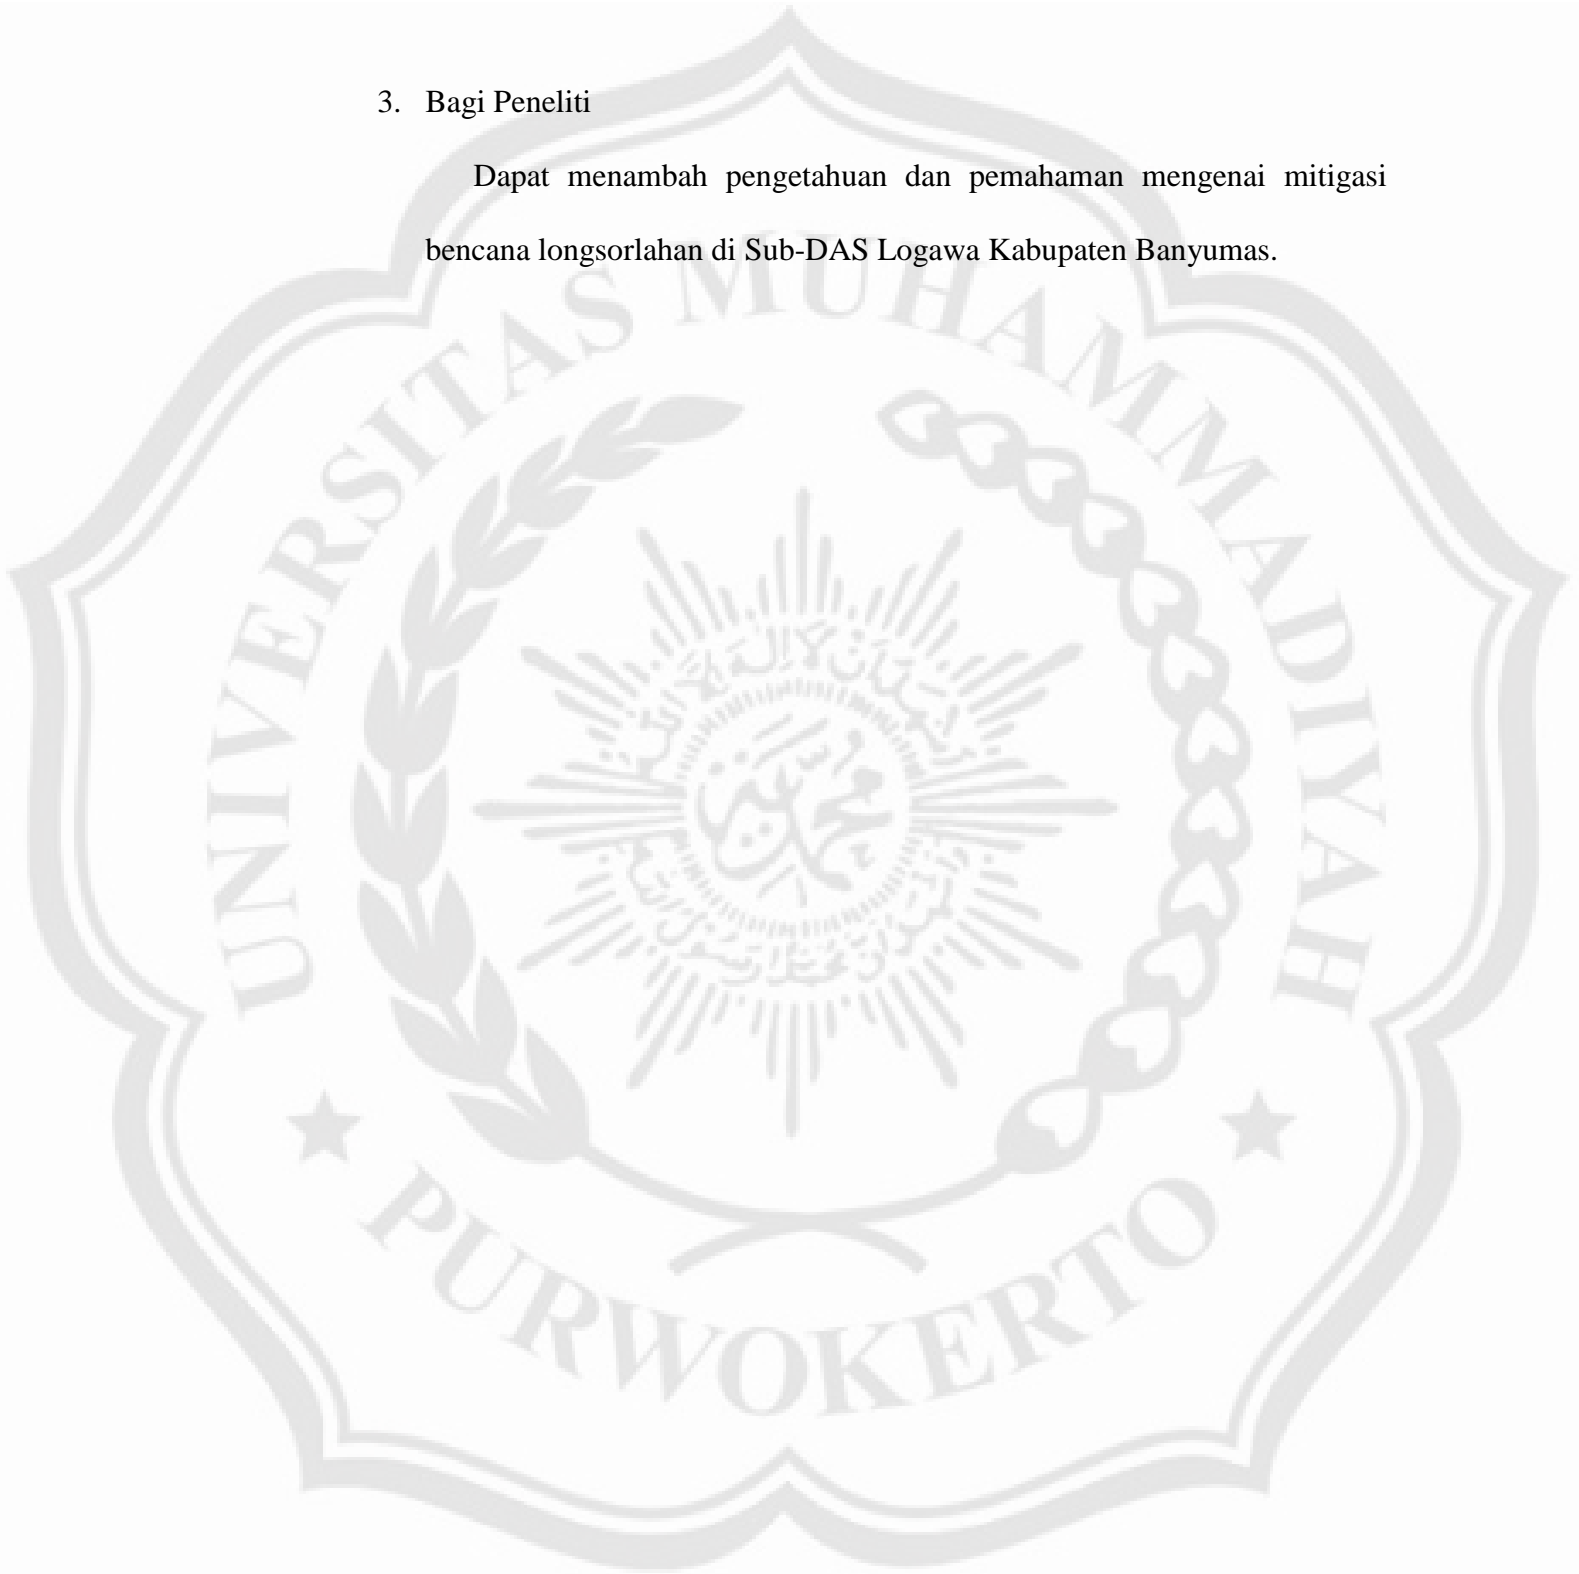 3. Bagi Peneliti
Dapat menambah pengetahuan dan pemahaman mengenai mitigasi
bencana longsorlahan di Sub-DAS Logawa Kabupaten Banyumas.
UNIVERSITAS MUHAMMADIYAH
PURWOKERTO
محمد